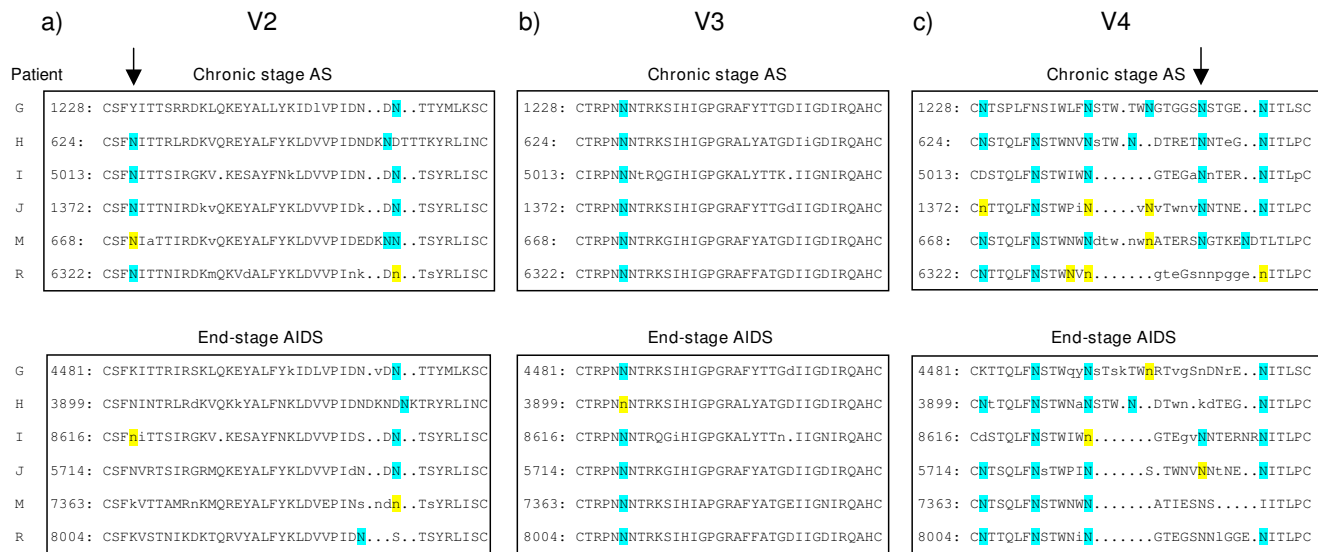 a) V2 b) V3 c) V4
Patient Chronic stage AS Chronic stage AS Chronic stage AS
G 1228: CSFYITTSRRDKLQKEYALLYKIDlVPIDN..DN..TTYMLKSC 1228: CTRPNNNTRKSIHIGPGRAFYTTGDIIGDIRQAHC 1228: CNTSPLFNSIWLFNSTW.TWNGTGGSNSTGE..NITLSC
H 624: CSFNITTRLRDKVQREYALFYKLDVVPIDNDKNDTTTKYRLINC 624: CTRPNNNTRKSIHIGPGRALYATGDIiGDIRQAHC 624: CNSTQLFNSTWNVNsTW.N..DTRETNNTeG..NITLPC
I 5013: CSFNITTSIRGKV.KESAYFNkLDVVPIDN..DN..TSYRLISC 5013: CIRPNNNtRQGIHIGPGKALYTTK.IIGNIRQAHC 5013: CDSTQLFNSTWIWN.......GTEGaNnTER..NITLpC
J 1372: CSFNITTNIRDkvQKEYALFYKLDVVPIDk..DN..TSYRLISC 1372: CTRPNNNTRKSIHIGPGRALYTTGdIIGDIRQAHC 1372: CnTTQLFNSTWPiN.....vNvTwnvNNTNE..NITLPC
M 668: CSFNIaTTIRDKvQKEYALFYKLDVVPIDEDKNN..TSYRLISC 668: CTRPNNNTRKGIHIGPGRALYATGDIIGDIRQAHC 668: CNSTQLFNSTWNWNdtw.nwnATERSNGTKENDTLTLPC
R 6322: CSFNITTNIRDKmQKVdALFYKLDVVPInk..Dn..TsYRLISC 6322: CTRPNNNTRKSIHIGPGRAFFATGDIIGDIRQAHC 6322: CNTTQLFNSTWNVn.......gteGSnnpgge.nITLPC
End-stage AIDS End-stage AIDS End-stage AIDS
G 4481: CSFKITTRIRSKLQKEYALFYkIDLVPIDN.vDN..TTYMLKSC 4481: CTRPNNNTRKSIHIGPGRAFYTTGdIIGDIRQAHC 4481: CKTTQLFNSTWqyNsTskTWnRTvgSnDNrE..NITLSC
H 3899: CSFNINTRLRdKVQKkYALFNKLDVVPIDNDKNDNKTRYRLINC 3899: CTRPNnNTRKSIHIGPGRALYATGDIIGDIRQAHC 3899: CNtTQLFNSTWNaNSTW.N..DTwn.kdTEG..NITLPC
I 8616: CSFniTTSIRGKV.KESAYFNKLDVVPIDS..DN..TSYRLISC 8616: CTRPNNNTRQGiHIGPGKALYTTn.IIGNIRQAHC 8616: CdSTQLFNSTWIWn.......GTEgvNNTERNRNITLPC
J 5714: CSFNVRTSIRGRMQKEYALFYKLDVVPIdN..DN..TSYRLISC 5714: CTRPNNNTRKGIHIGPGRALYTTGDIIGDIRQAHC 5714: CNTSQLFNsTWPIN......S.TWNVNNtNE..NITLPC
M 7363: CSFkVTTAMRnKMQREYALFYKLDVEPINs.ndn..TsYRLISC 7363: CTRPNNNTRKSIHIAPGRAFYATGEIIGDIRQAHC 7363: CNTSQLFNSTWNWN.......ATIESNS.....IITLPC
R 8004: CSFKVSTNIKDKTQRVYALFYKLDVVPIDN...S..TSYRLISC 8004: CTRPNNNTRKSIHIGPGRAFFATGDIIGDIRQAHC 8004: CNTTQLFNSTWNiN.......GTEGSNNlGGE.NITLPC